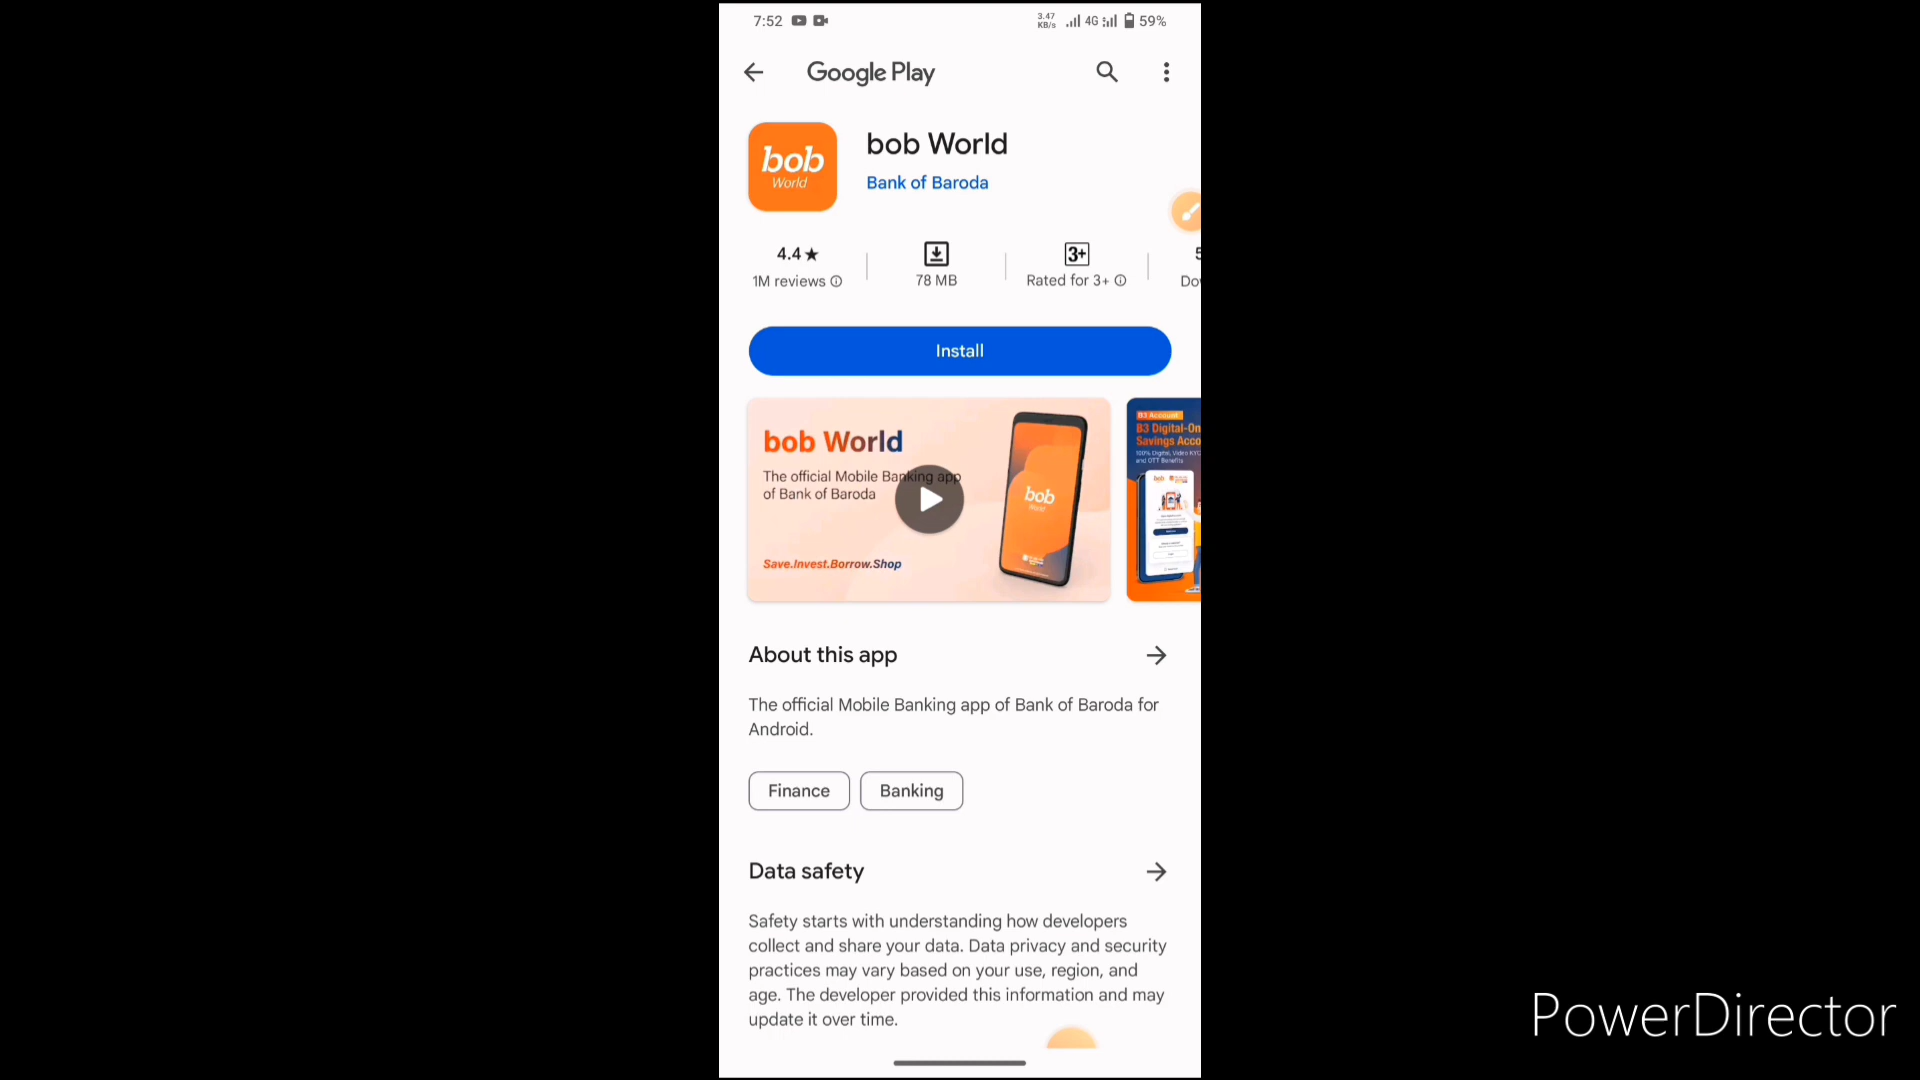 7:52
3.47 KB/s 4G 59%
Google Play
bob World
bob World
Bank of Baroda
4.4★
1M reviews
78 MB
3+
Rated for 3+
Install
bob World
The official Mobile Banking app
of Bank of Baroda
Save.Invest.Borrow.Shop
bob World
B3 Account
B3 Digital-On
Savings Acco
100% Digital, Video KYC
and OTT Benefits
About this app
The official Mobile Banking app of Bank of Baroda for
Android.
Finance
Banking
Data safety
Safety starts with understanding how developers
collect and share your data. Data privacy and security
practices may vary based on your use, region, and
age. The developer provided this information and may
update it over time.
PowerDirector